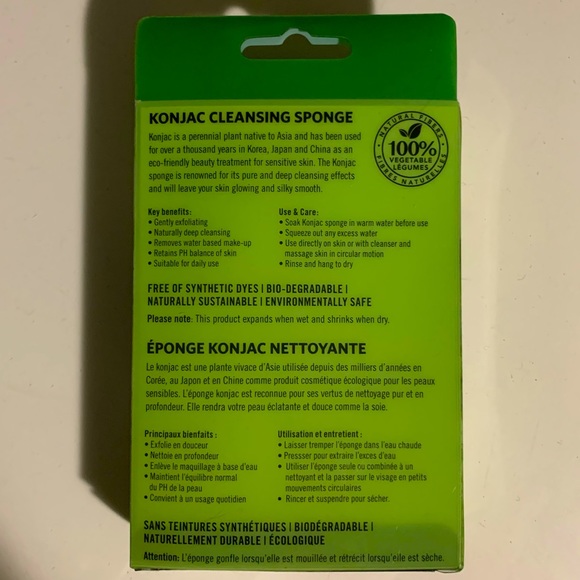 KONJAC CLEANSING SPONGE
Konjac is a perennial plant native to Asia and has been used
for over a thousand years in Korea, Japan and China as an
eco-friendly beauty treatment for sensitive skin. The Konjac
sponge is renowned for its pure and deep cleansing effects
and will leave your skin glowing and silky smooth.
NATURAL FIBERS
100%
VEGETABLE
LÉGUMES
FIBRES NATURELLES
Key benefits:
• Gently exfoliating
• Naturally deep cleansing
• Removes water based make-up
• Retains PH balance of skin
• Suitable for daily use
Use & Care:
• Soak Konjac sponge in warm water before use
• Squeeze out any excess water
• Use directly on skin or with cleanser and
massage skin in circular motion
• Rinse and hang to dry
FREE OF SYNTHETIC DYES | BIO-DEGRADABLE |
NATURALLY SUSTAINABLE | ENVIRONMENTALLY SAFE
Please note: This product expands when wet and shrinks when dry.
ÉPONGE KONJAC NETTOYANTE
Le konjac est une plante vivace d'Asie utilisée depuis des milliers d'années en
Corée, au Japon et en Chine comme produit cosmétique écologique pour les peaux
sensibles. L'éponge konjac est reconnue pour ses vertus de nettoyage pur et en
profondeur. Elle rendra votre peau éclatante et douce comme la soie.
Principaux bienfaits :
• Exfolie en douceur
• Nettoie en profondeur
• Enlève le maquillage à base d'eau
• Maintient l'équilibre normal
du PH de la peau
• Convient à un usage quotidien
Utilisation et entretien :
• Laisser tremper l'éponge dans l'eau chaude
• Pressser pour extraire l'exces d'eau
• Utiliser l'éponge seule ou combinée à un
nettoyant et la passer sur le visage en petits
mouvements circulaires
• Rincer et suspendre pour sécher.
SANS TEINTURES SYNTHÉTIQUES | BIODÉGRADABLE |
NATURELLEMENT DURABLE | ÉCOLOGIQUE
Attention: L'éponge gonfle lorsqu'elle est mouillée et rétrécit lorsqu'elle est sèche.